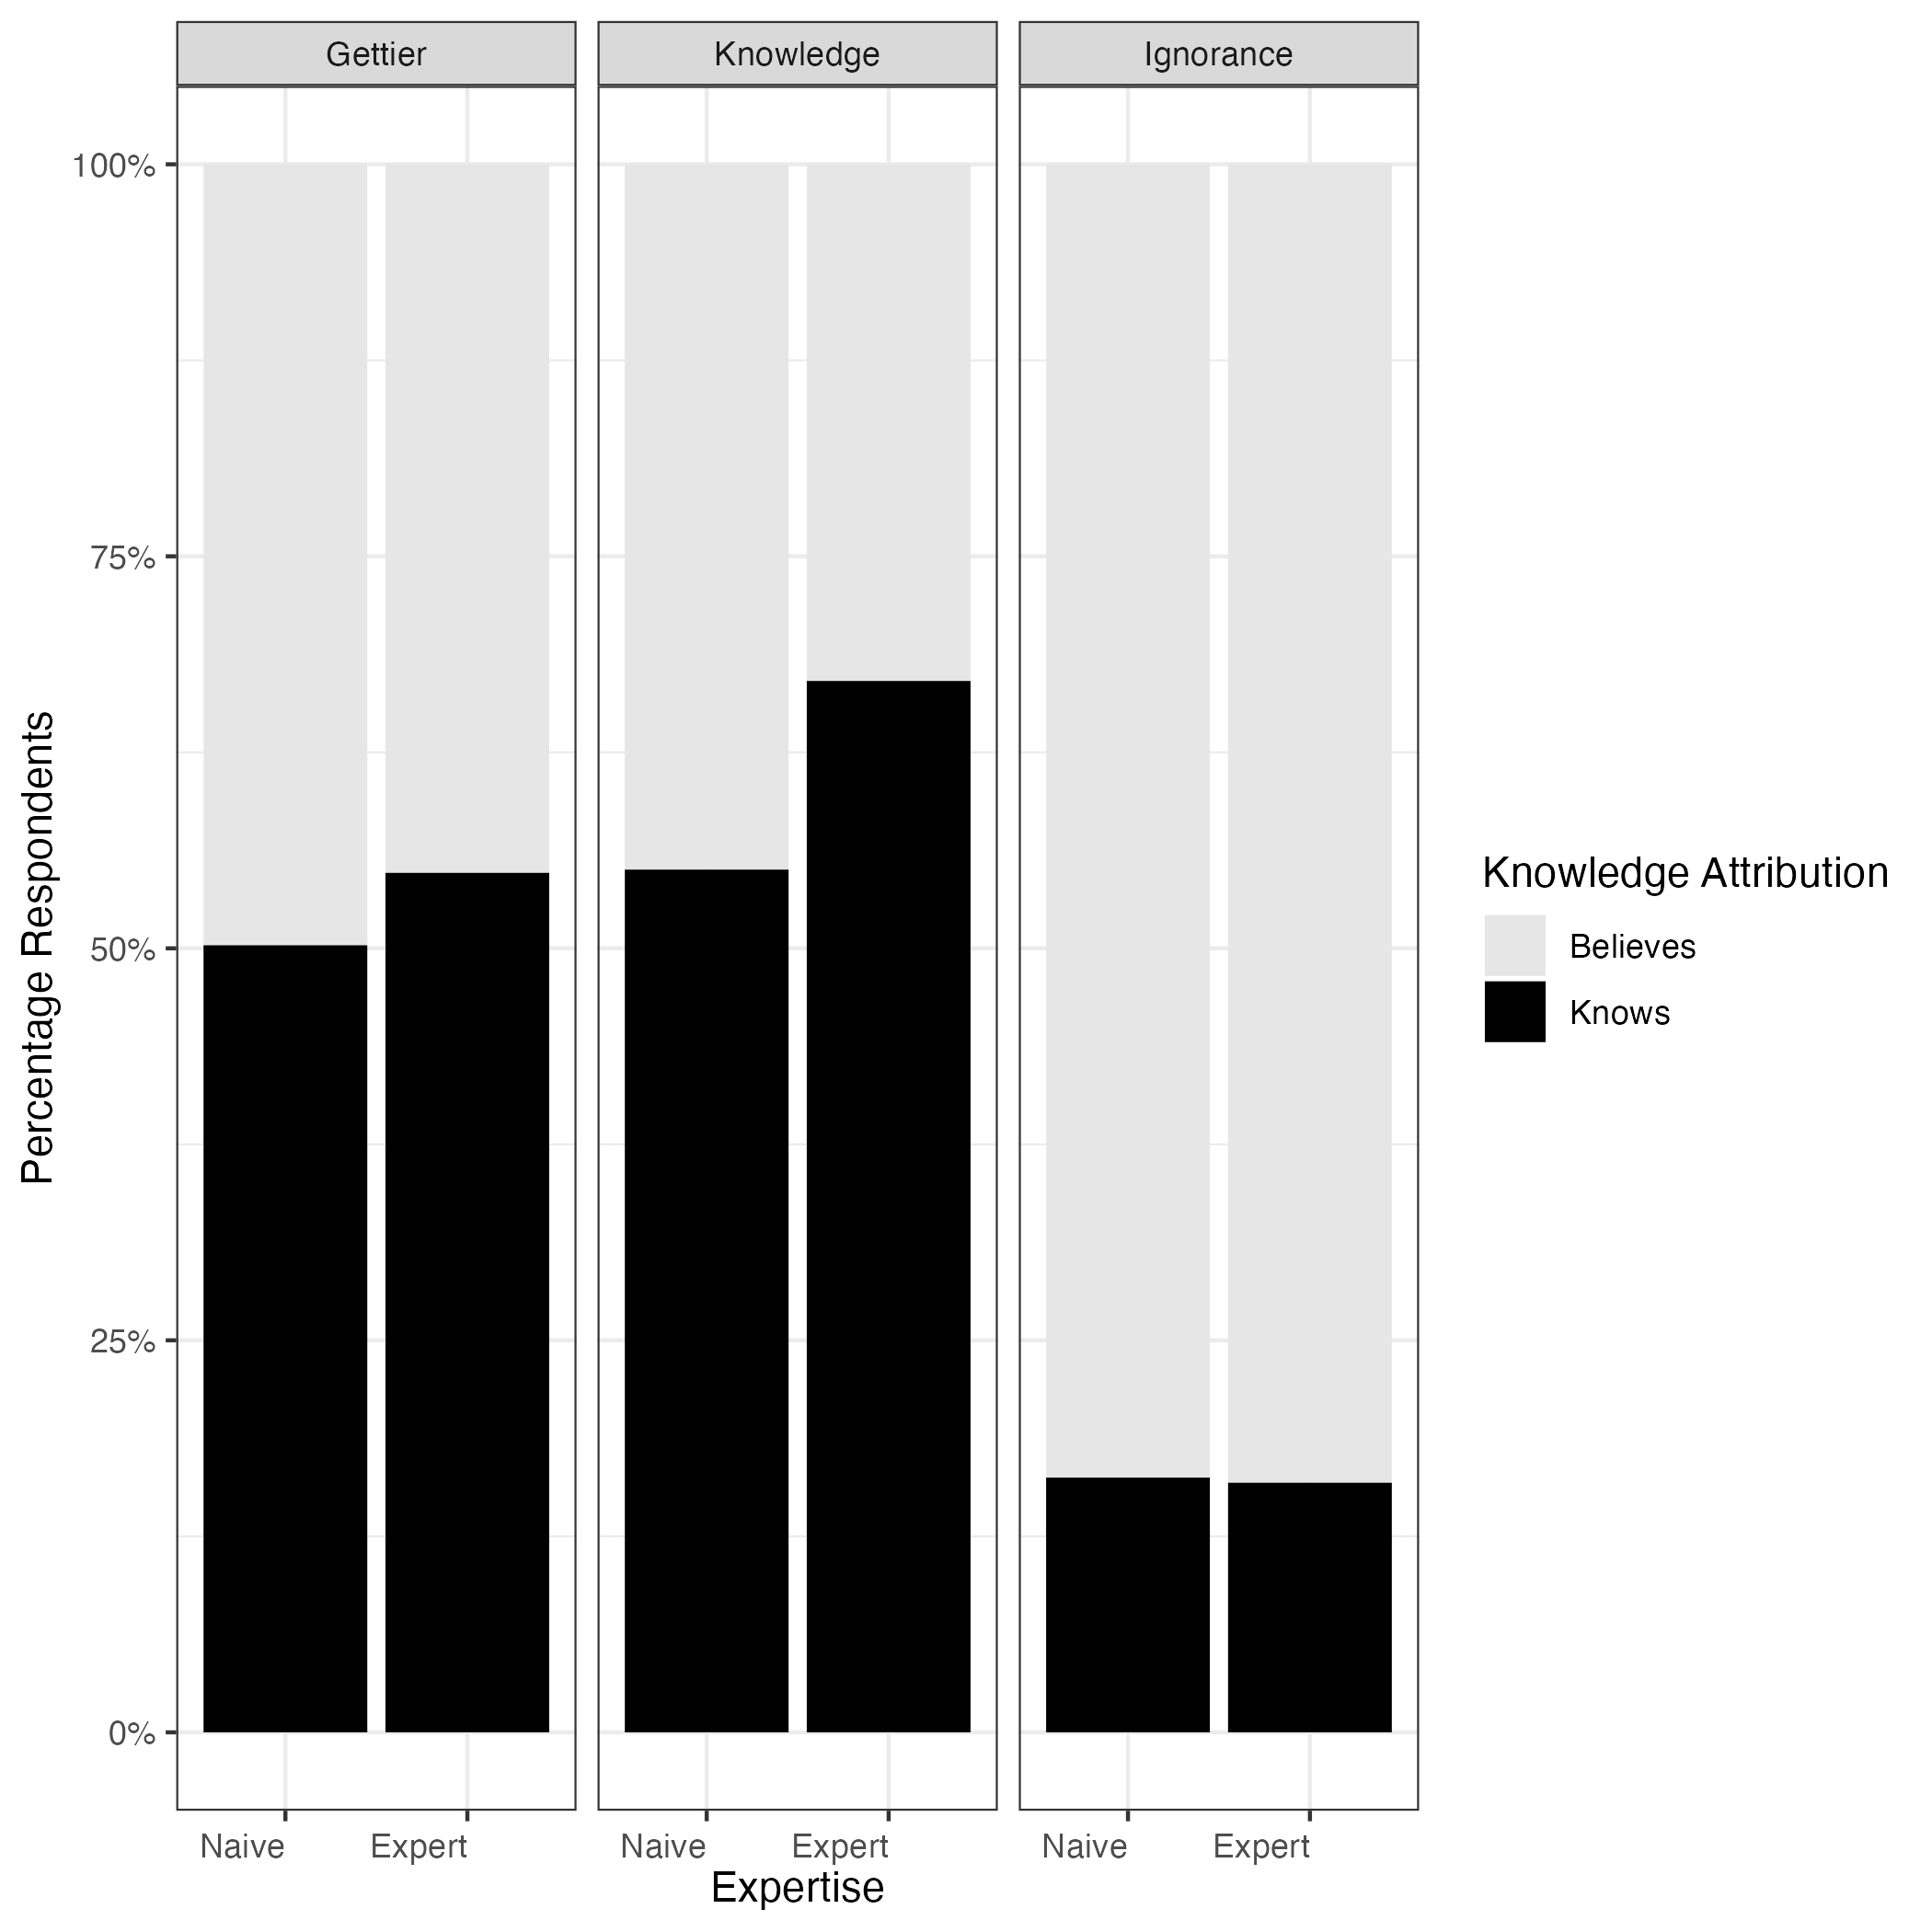 Gettier
Knowledge
Ignorance
100%
75%
50%
25%
0%
Percentage Respondents
Naive
Expert
Naive
Expert
Naive
Expert
Expertise
Knowledge Attribution
Believes
Knows